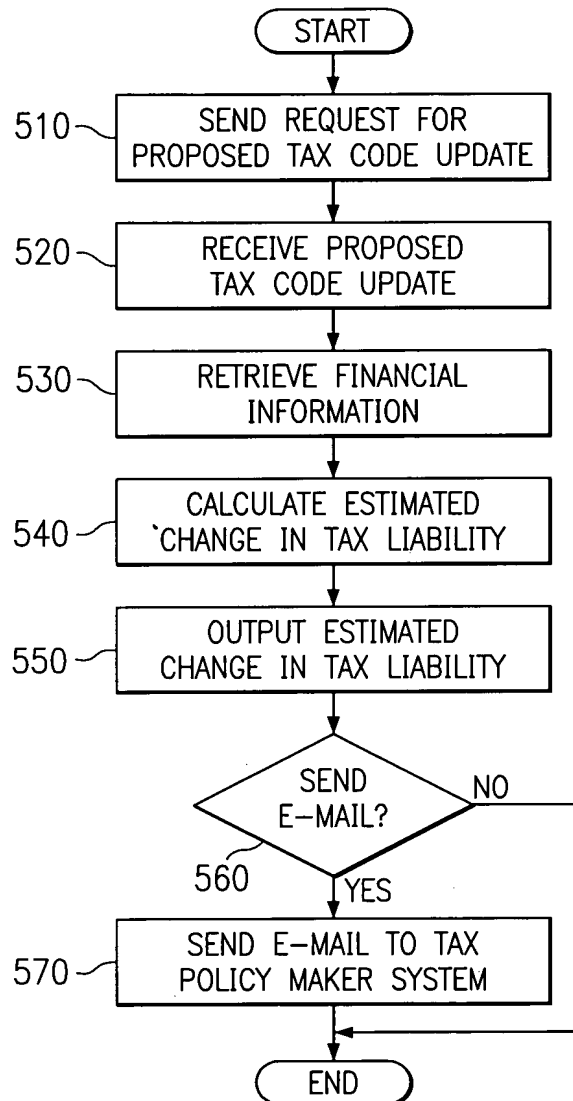 START
510
SEND REQUEST FOR
PROPOSED TAX CODE UPDATE
520
RECEIVE PROPOSED
TAX CODE UPDATE
530
RETRIEVE FINANCIAL
INFORMATION
540
CALCULATE ESTIMATED
CHANGE IN TAX LIABILITY
550
OUTPUT ESTIMATED
CHANGE IN TAX LIABILITY
SEND
E-MAIL?
NO
560
YES
570
SEND E-MAIL TO TAX
POLICY MAKER SYSTEM
END